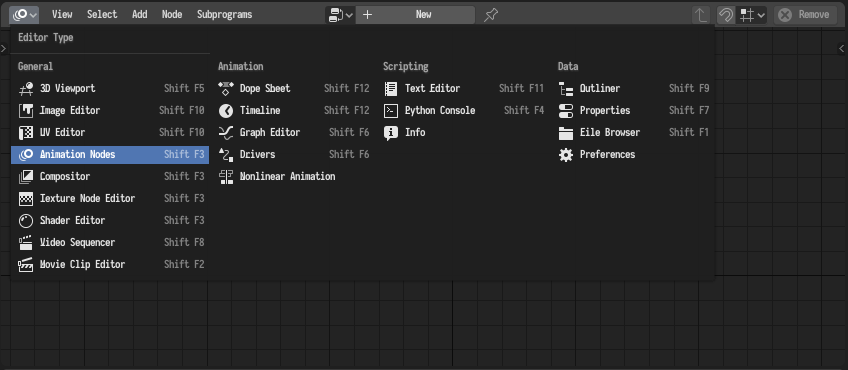 View Select Add Node Subprograms New Remove
Editor Type
General
3D Viewport Shift F5
Image Editor Shift F10
UV Editor Shift F10
Animation Nodes Shift F3
Compositor Shift F3
Texture Node Editor Shift F3
Shader Editor Shift F3
Video Sequencer Shift F8
Movie Clip Editor Shift F2
Animation
Dope Sheet Shift F12
Timeline Shift F12
Graph Editor Shift F6
Drivers Shift F6
Nonlinear Animation
Scripting
Text Editor Shift F11
Python Console Shift F4
Info
Data
Outliner Shift F9
Properties Shift F7
File Browser Shift F1
Preferences